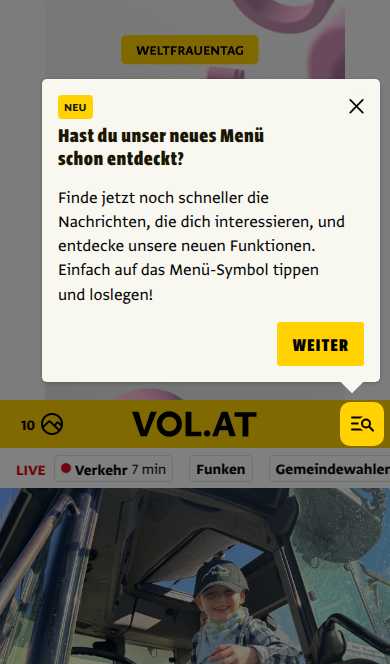 WELTFRAUENTAG
NEU
Hast du unser neues Menü
schon entdeckt?
Finde jetzt noch schneller die
Nachrichten, die dich interessieren, und
entdecke unsere neuen Funktionen.
Einfach auf das Menü-Symbol tippen
und loslegen!
WEITER
10 VOL.AT
LIVE Verkehr 7 min Funken Gemeindewahlen